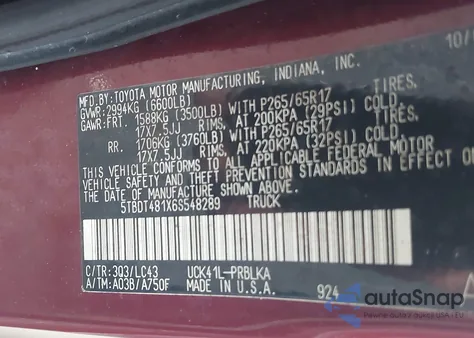 MFD.BY: TOYOTA MOTOR MANUFACTURING, INDIANA, INC. 10/
GVWR: 2994KG (6600LB)
GAWR: FRT. 1588KG (3500LB) WITH P265/65R17 TIRES,
17X7.5JJ RIMS, AT 200KPA (29PSI) COLD.
RR. 1706KG (3760LB) WITH P265/65R17 TIRES,
17X7.5JJ RIMS, AT 220KPA (32PSI) COLD.
THIS VEHICLE CONFORMS TO ALL APPLICABLE FEDERAL MOTOR
VEHICLE SAFETY AND STANDARDS IN EFFECT ON
THE DATE OF MANUFACTURE SHOWN ABOVE.
5TBDT481X6S548289 TRUCK
C/TR: 3Q3/LC43 UCK41L-PRBLKA
A/TM: A03B/A750F MADE IN U.S.A. 924
autaSnap